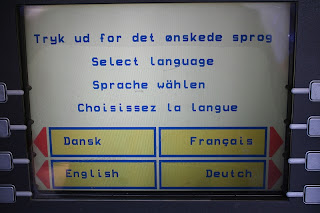 Tryk ud for det ønskede sprog
Select language
Sprache wählen
Choisissez la langue
Dansk
Français
English
Deutch